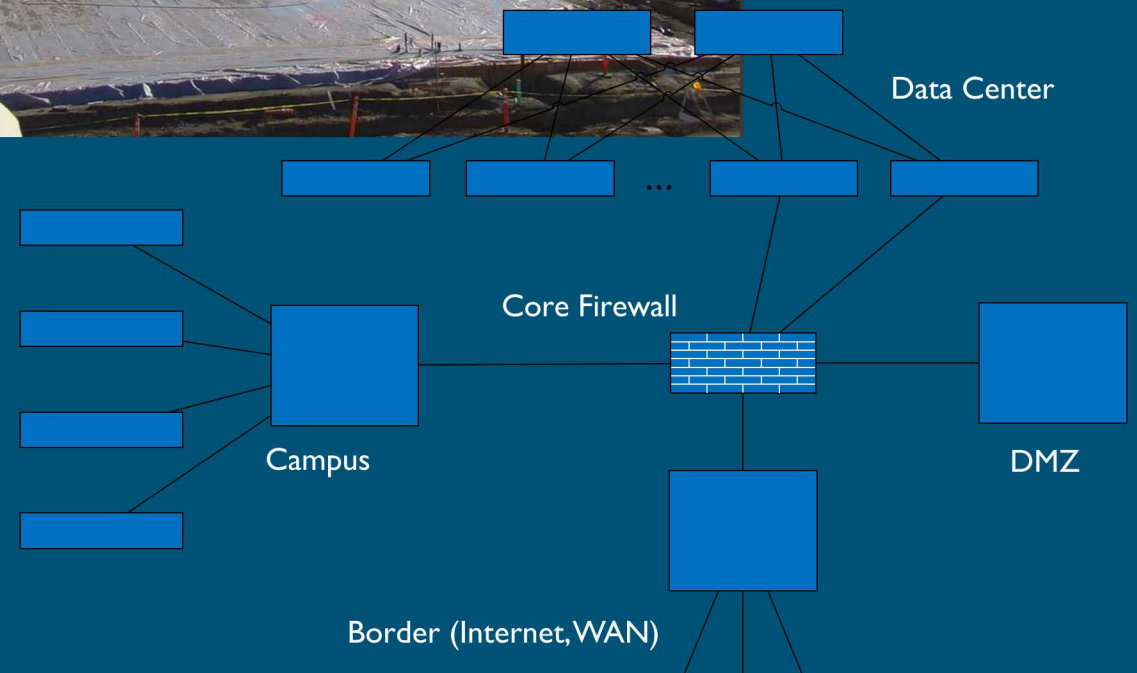 Data Center
...
Core Firewall
Campus
DMZ
Border (Internet, WAN)